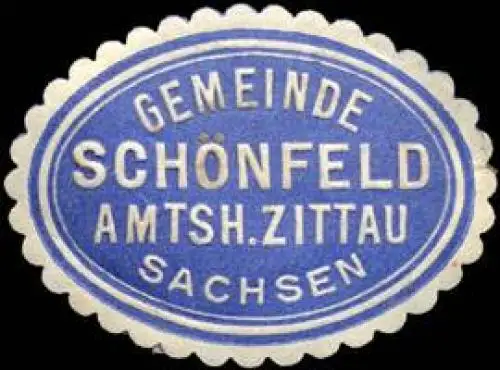 GEMEINDE
SCHÖNFELD
AMTSH. ZITTAU
SACHSEN